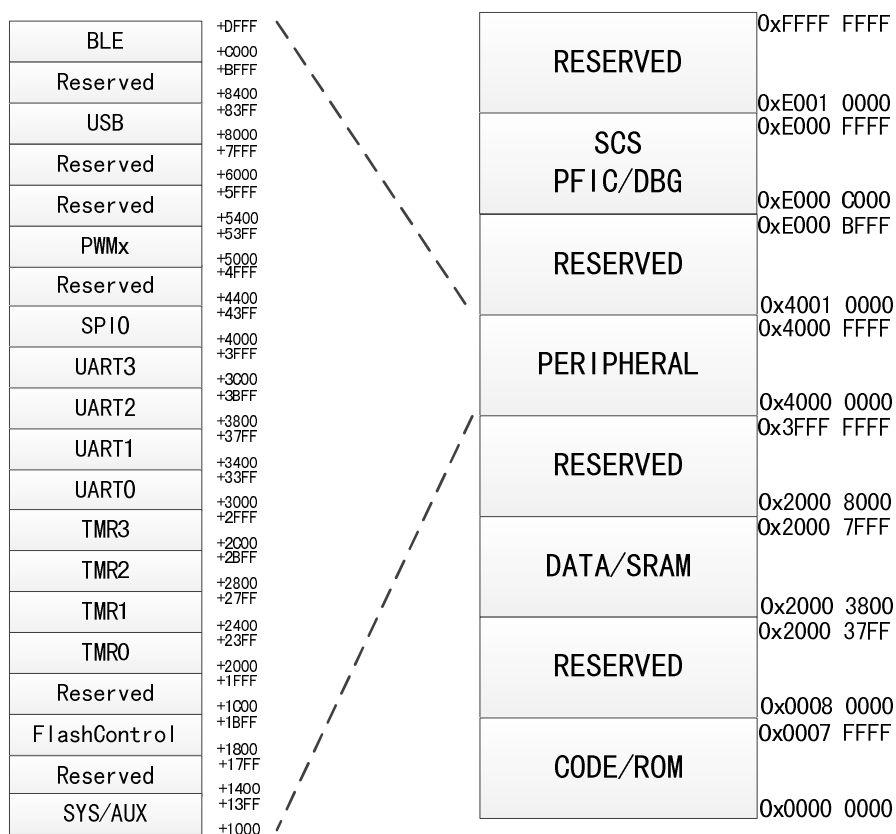 BLE
+DFFF
+C000
Reserved
+BFFF
+8400
USB
+83FF
+8000
Reserved
+7FFF
+6000
Reserved
+5FFF
+5400
PWMx
+53FF
+5000
Reserved
+4FFF
+4400
SPI0
+43FF
+4000
UART3
+3FFF
+3C00
UART2
+3BFF
+3800
UART1
+37FF
+3400
UART0
+33FF
+3000
TMR3
+2FFF
+2C00
TMR2
+2BFF
+2800
TMR1
+27FF
+2400
TMR0
+23FF
+2000
Reserved
+1FFF
+1C00
FlashControl
+1BFF
+1800
Reserved
+17FF
+1400
SYS/AUX
+13FF
+1000
RESERVED
0xFFFF FFFF
0xE001 0000
SCS
PFIC/DBG
0xE000 FFFF
0xE000 C000
RESERVED
0xE000 BFFF
0x4001 0000
PERIPHERAL
0x4000 FFFF
0x4000 0000
RESERVED
0x3FFF FFFF
0x2000 8000
DATA/SRAM
0x2000 7FFF
0x2000 3800
RESERVED
0x2000 37FF
0x0008 0000
CODE/ROM
0x0007 FFFF
0x0000 0000